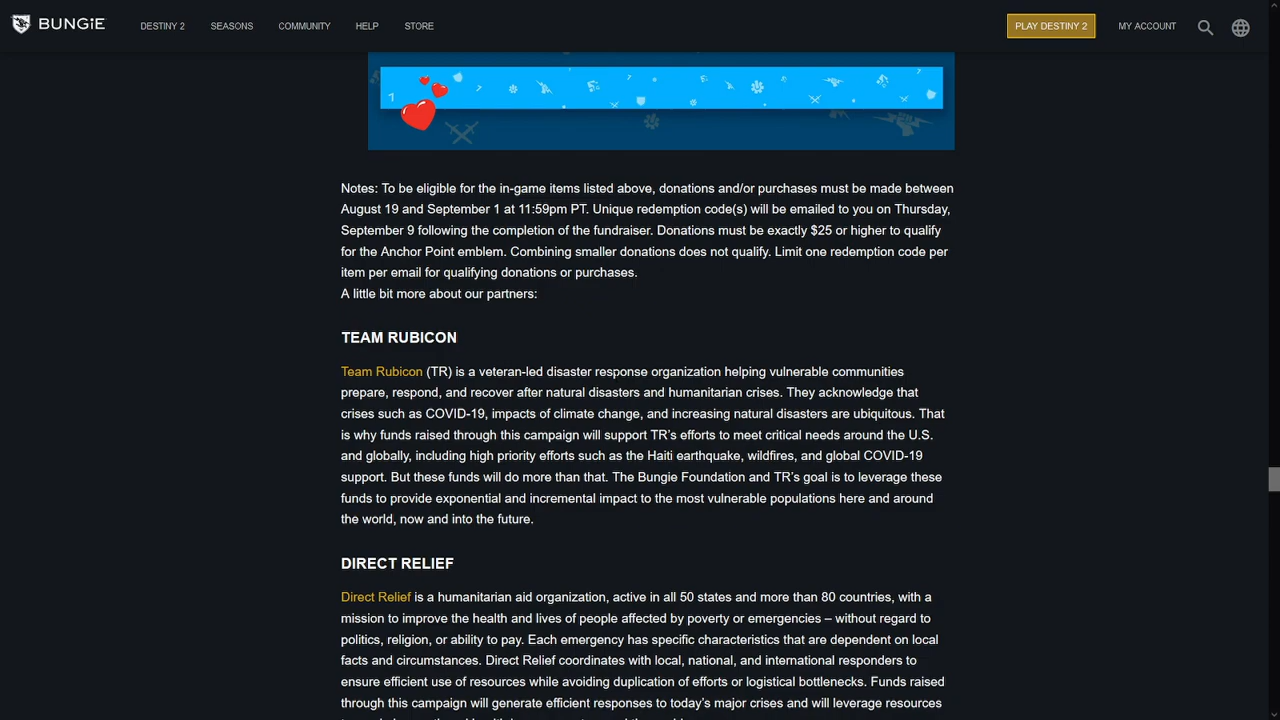 BUNGiE
DESTINY 2
SEASONS
COMMUNITY
HELP
STORE
PLAY DESTINY 2
MY ACCOUNT
Notes: To be eligible for the in-game items listed above, donations and/or purchases must be made between
August 19 and September 1 at 11:59pm PT. Unique redemption code(s) will be emailed to you on Thursday,
September 9 following the completion of the fundraiser. Donations must be exactly $25 or higher to qualify
for the Anchor Point emblem. Combining smaller donations does not qualify. Limit one redemption code per
item per email for qualifying donations or purchases.
A little bit more about our partners:
TEAM RUBICON
Team Rubicon (TR) is a veteran-led disaster response organization helping vulnerable communities
prepare, respond, and recover after natural disasters and humanitarian crises. They acknowledge that
crises such as COVID-19, impacts of climate change, and increasing natural disasters are ubiquitous. That
is why funds raised through this campaign will support TR's efforts to meet critical needs around the U.S.
and globally, including high priority efforts such as the Haiti earthquake, wildfires, and global COVID-19
support. But these funds will do more than that. The Bungie Foundation and TR's goal is to leverage these
funds to provide exponential and incremental impact to the most vulnerable populations here and around
the world, now and into the future.
DIRECT RELIEF
Direct Relief is a humanitarian aid organization, active in all 50 states and more than 80 countries, with a
mission to improve the health and lives of people affected by poverty or emergencies – without regard to
politics, religion, or ability to pay. Each emergency has specific characteristics that are dependent on local
facts and circumstances. Direct Relief coordinates with local, national, and international responders to
ensure efficient use of resources while avoiding duplication of efforts or logistical bottlenecks. Funds raised
through this campaign will generate efficient responses to today's major crises and will leverage resources